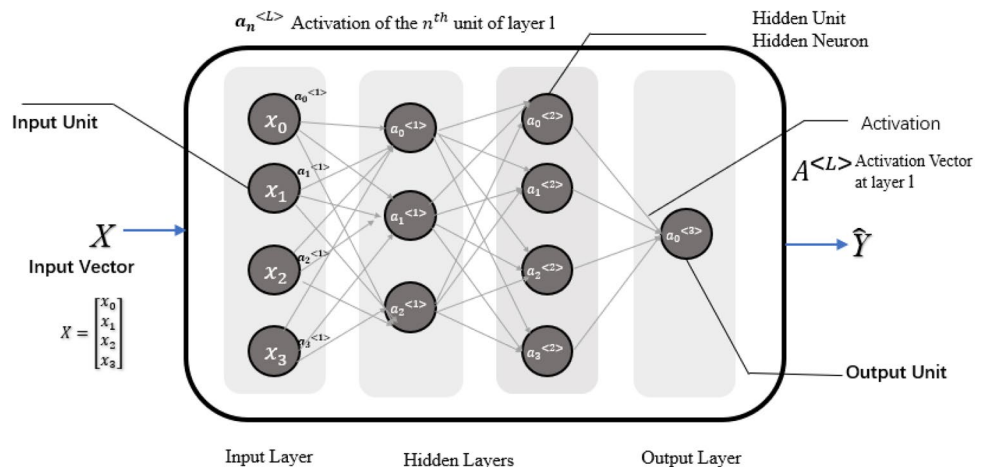 a_n^<L> Activation of the n^th unit of layer l
Hidden Unit
Hidden Neuron
Input Unit
Activation
A^<L> Activation Vector
at layer l
X
Input Vector
X = [x_0
x_1
x_2
x_3]
x_0
a_0^<1>
x_1
a_1^<1>
x_2
a_2^<1>
x_3
a_3^<1>
a_0^<1>
a_1^<1>
a_2^<1>
a_0^<2>
a_1^<2>
a_2^<2>
a_3^<2>
a_0^<3>
Ŷ
Output Unit
Input Layer
Hidden Layers
Output Layer